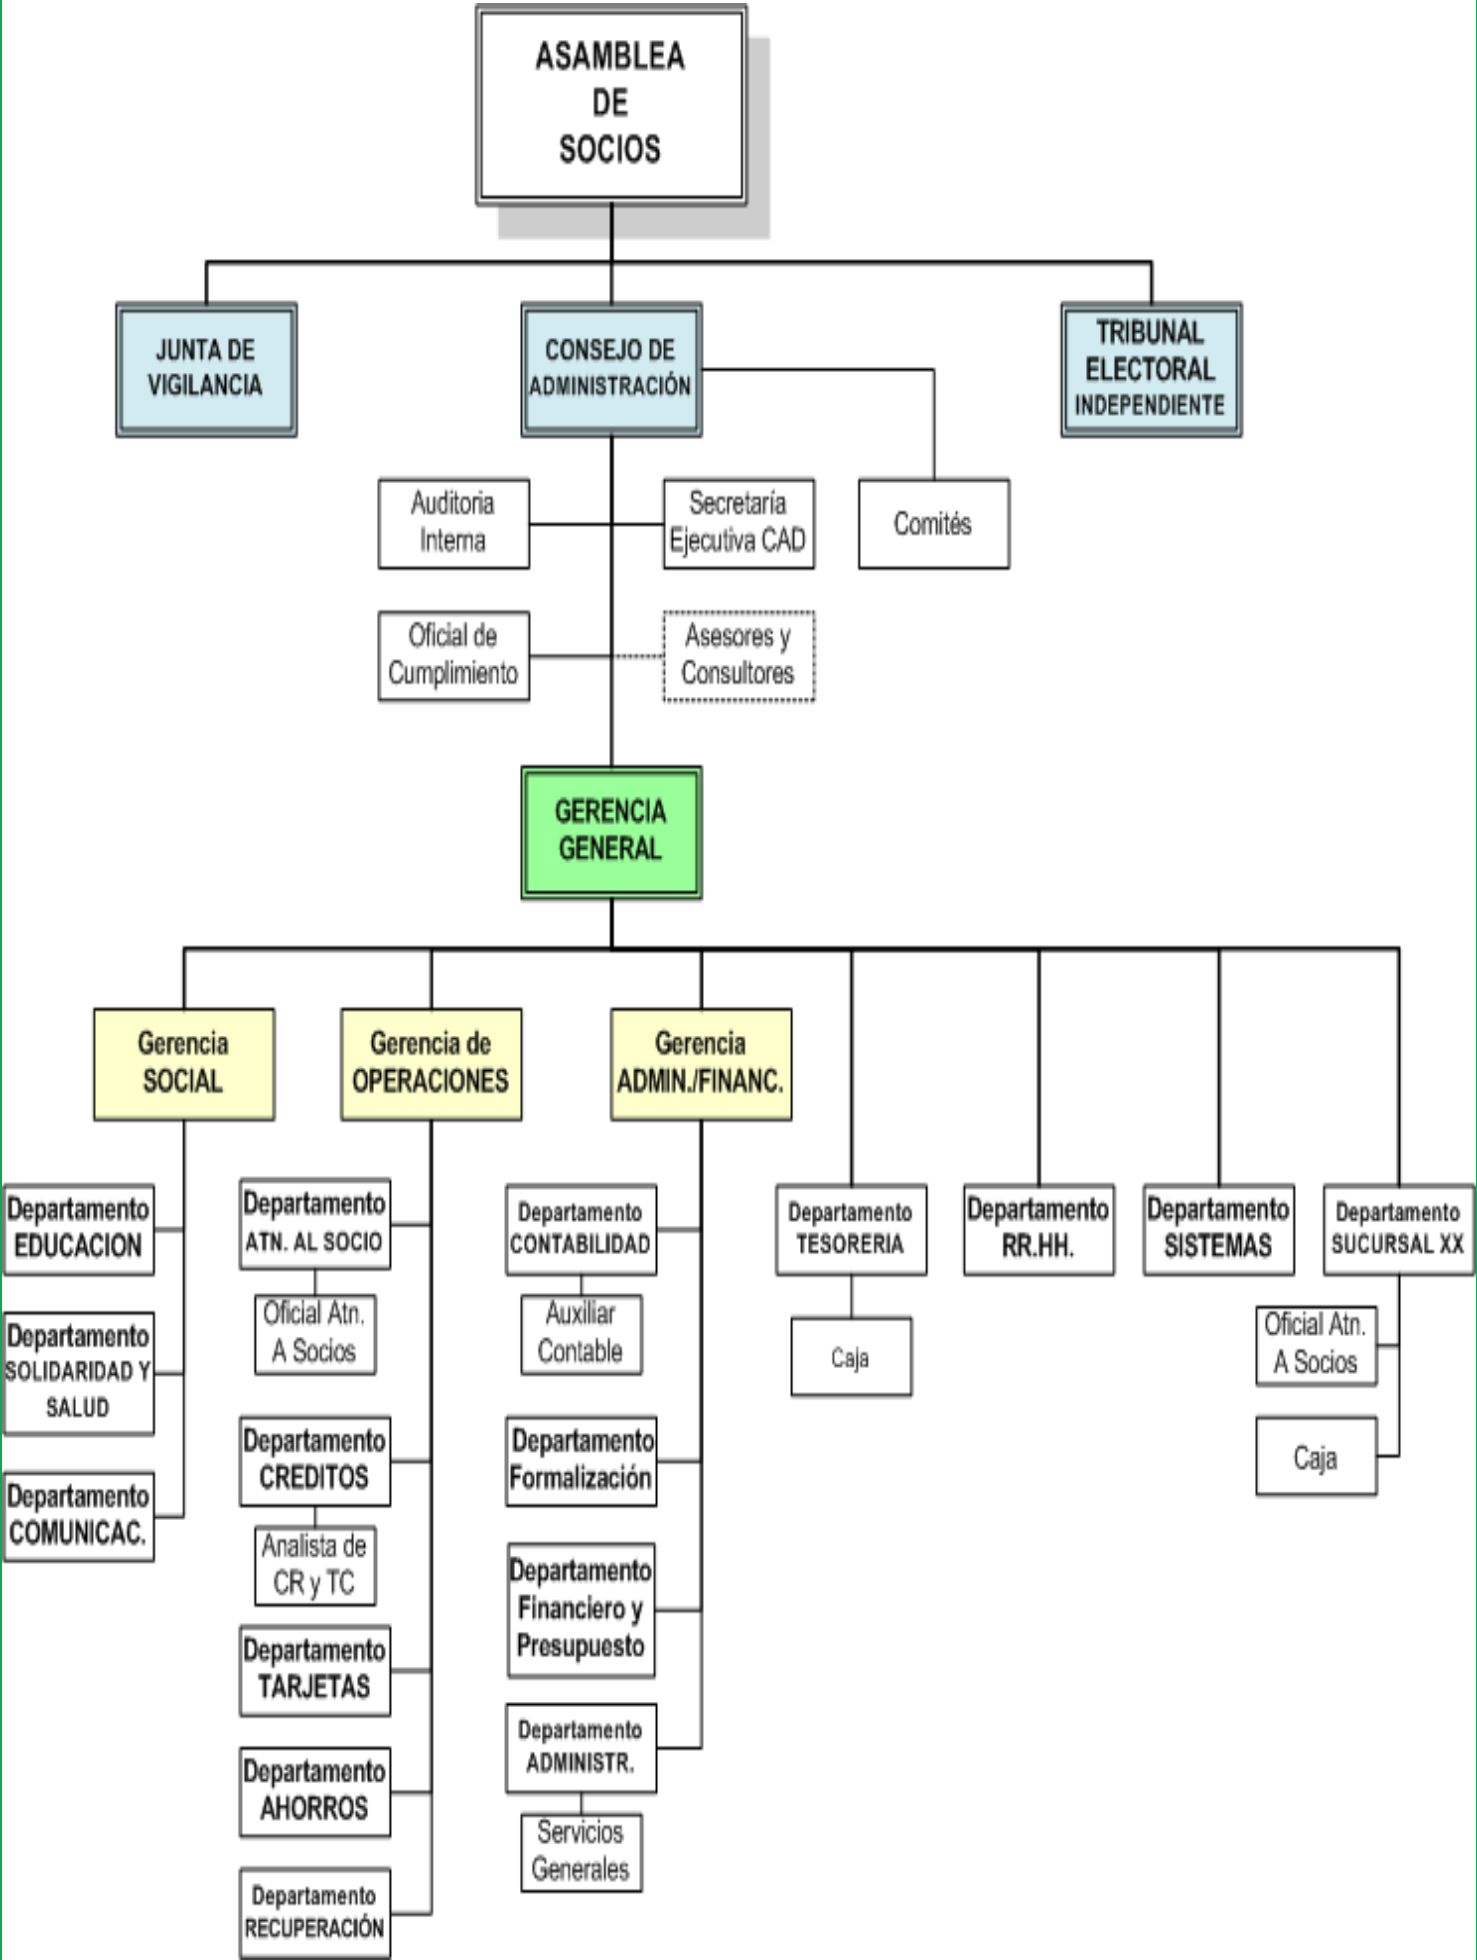 ASAMBLEA
DE
SOCIOS
JUNTA DE
VIGILANCIA
CONSEJO DE
ADMINISTRACIÓN
TRIBUNAL
ELECTORAL
INDEPENDIENTE
Auditoria
Interna
Secretaría
Ejecutiva CAD
Comités
Oficial de
Cumplimiento
Asesores y
Consultores
GERENCIA
GENERAL
Gerencia
SOCIAL
Gerencia de
OPERACIONES
Gerencia
ADMIN./FINANC.
Departamento
EDUCACION
Departamento
SOLIDARIDAD Y
SALUD
Departamento
COMUNICAC.
Departamento
ATN. AL SOCIO
Oficial Atn.
A Socios
Departamento
CREDITOS
Analista de
CR y TC
Departamento
TARJETAS
Departamento
AHORROS
Departamento
RECUPERACIÓN
Departamento
CONTABILIDAD
Auxiliar
Contable
Departamento
Formalización
Departamento
Financiero y
Presupuesto
Departamento
ADMINISTR.
Servicios
Generales
Departamento
TESORERIA
Caja
Departamento
RR.HH.
Departamento
SISTEMAS
Departamento
SUCURSAL XX
Oficial Atn.
A Socios
Caja